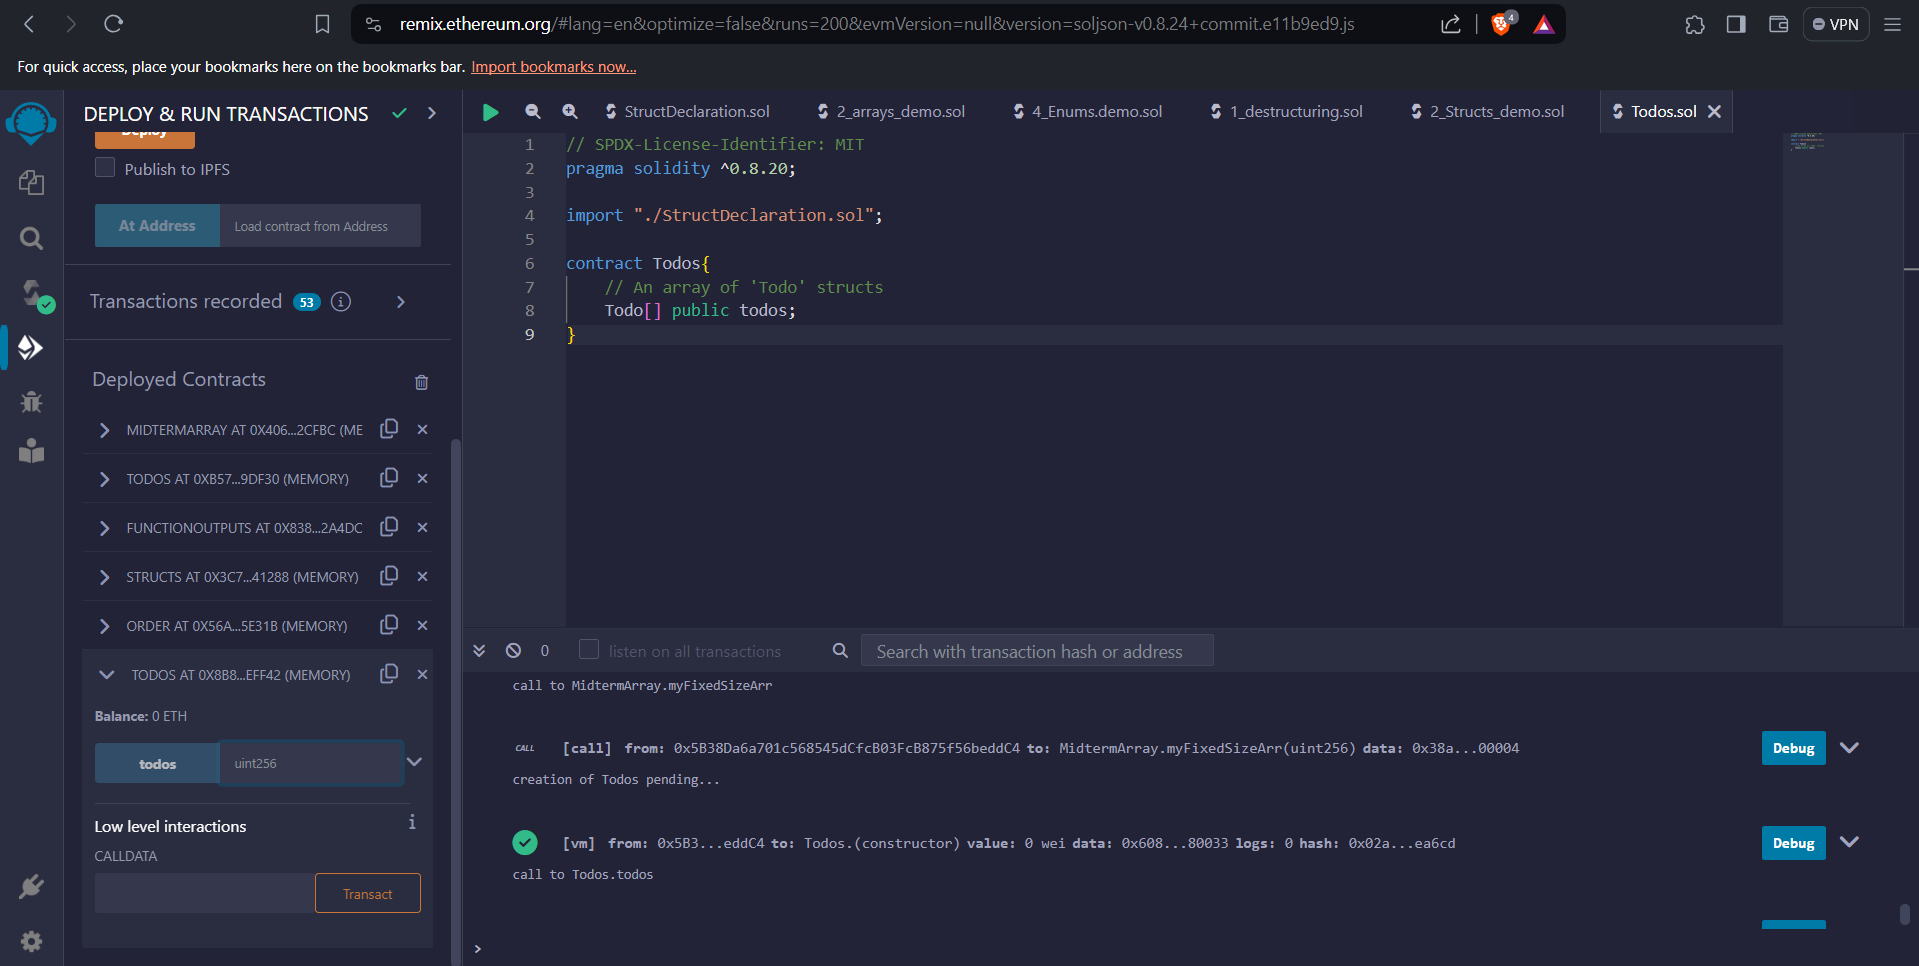 remix.ethereum.org/#lang=en&optimize=false&runs=200&evmVersion=null&version=soljson-v0.8.24+commit.e11b9ed9.js
4
VPN
For quick access, place your bookmarks here on the bookmarks bar. Import bookmarks now...
DEPLOY & RUN TRANSACTIONS
Deploy
Publish to IPFS
At Address
Load contract from Address
Transactions recorded 53 i
Deployed Contracts
MIDTERMARRAY AT 0X406...2CFBC (ME
TODOS AT 0XB57...9DF30 (MEMORY)
FUNCTIONOUTPUTS AT 0X838...2A4DC
STRUCTS AT 0X3C7...41288 (MEMORY)
ORDER AT 0X56A...5E31B (MEMORY)
TODOS AT 0X8B8...EFF42 (MEMORY)
Balance: 0 ETH
todos
uint256
Low level interactions i
CALLDATA
Transact
StructDeclaration.sol
2_arrays_demo.sol
4_Enums.demo.sol
1_destructuring.sol
2_Structs_demo.sol
Todos.sol
1 // SPDX-License-Identifier: MIT
2 pragma solidity ^0.8.20;
3
4 import "./StructDeclaration.sol";
5
6 contract Todos{
7 // An array of 'Todo' structs
8 Todo[] public todos;
9 }
0
listen on all transactions
Search with transaction hash or address
call to MidtermArray.myFixedSizeArr
CALL [call] from: 0x5B38Da6a701c568545dCfcB03FcB875f56beddC4 to: MidtermArray.myFixedSizeArr(uint256) data: 0x38a...00004
Debug
creation of Todos pending...
[vm] from: 0x5B3...eddC4 to: Todos.(constructor) value: 0 wei data: 0x608...80033 logs: 0 hash: 0x02a...ea6cd
Debug
call to Todos.todos
>